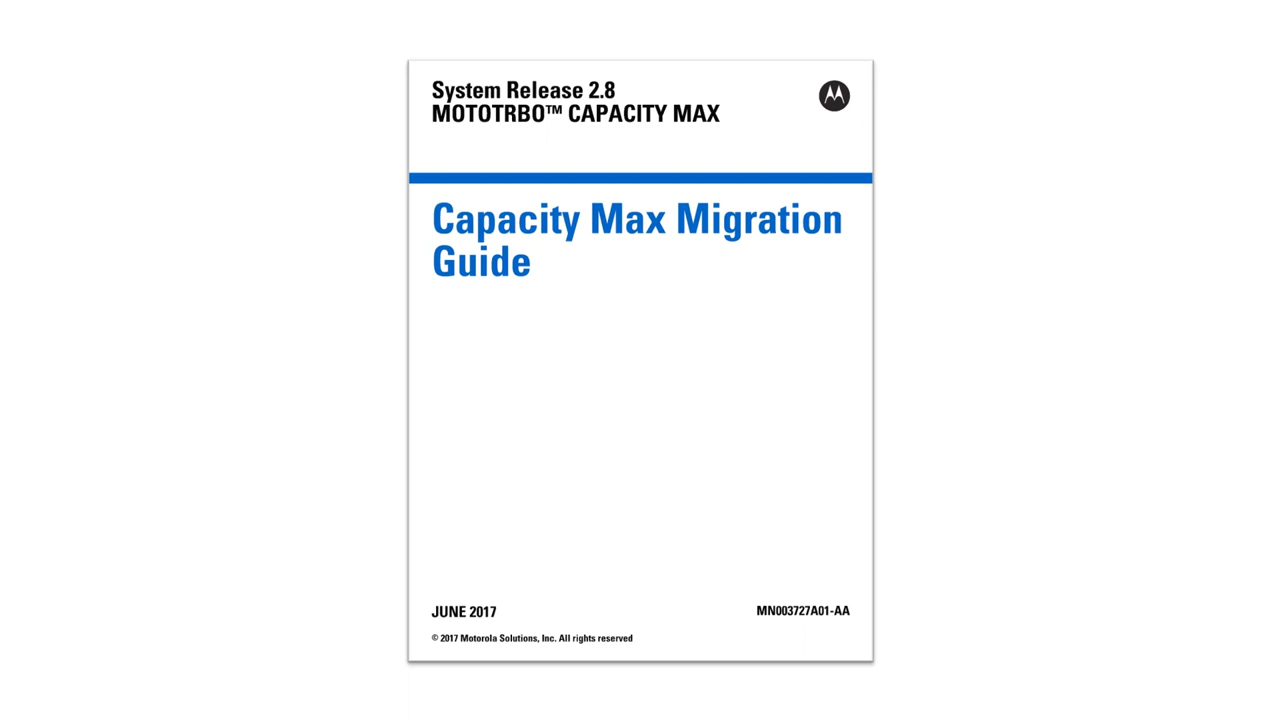 System Release 2.8
MOTOTRBO™ CAPACITY MAX
Capacity Max Migration
Guide
JUNE 2017
MN003727A01-AA
© 2017 Motorola Solutions, Inc. All rights reserved